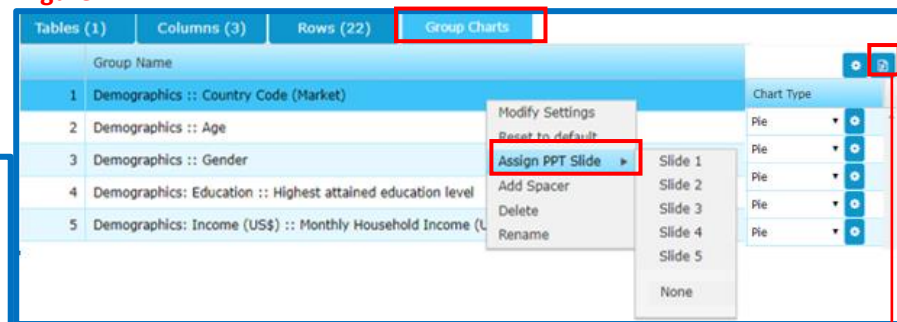 Tables (1) Columns (3) Rows (22) Group Charts
Group Name
Chart Type
1 Demographics :: Country Code (Market)
Pie
2 Demographics :: Age
Pie
3 Demographics :: Gender
Pie
4 Demographics: Education :: Highest attained education level
Pie
5 Demographics: Income (US$) :: Monthly Household Income
Pie
Modify Settings
Reset to default
Assign PPT Slide
Add Spacer
Delete
Rename
Slide 1
Slide 2
Slide 3
Slide 4
Slide 5
None